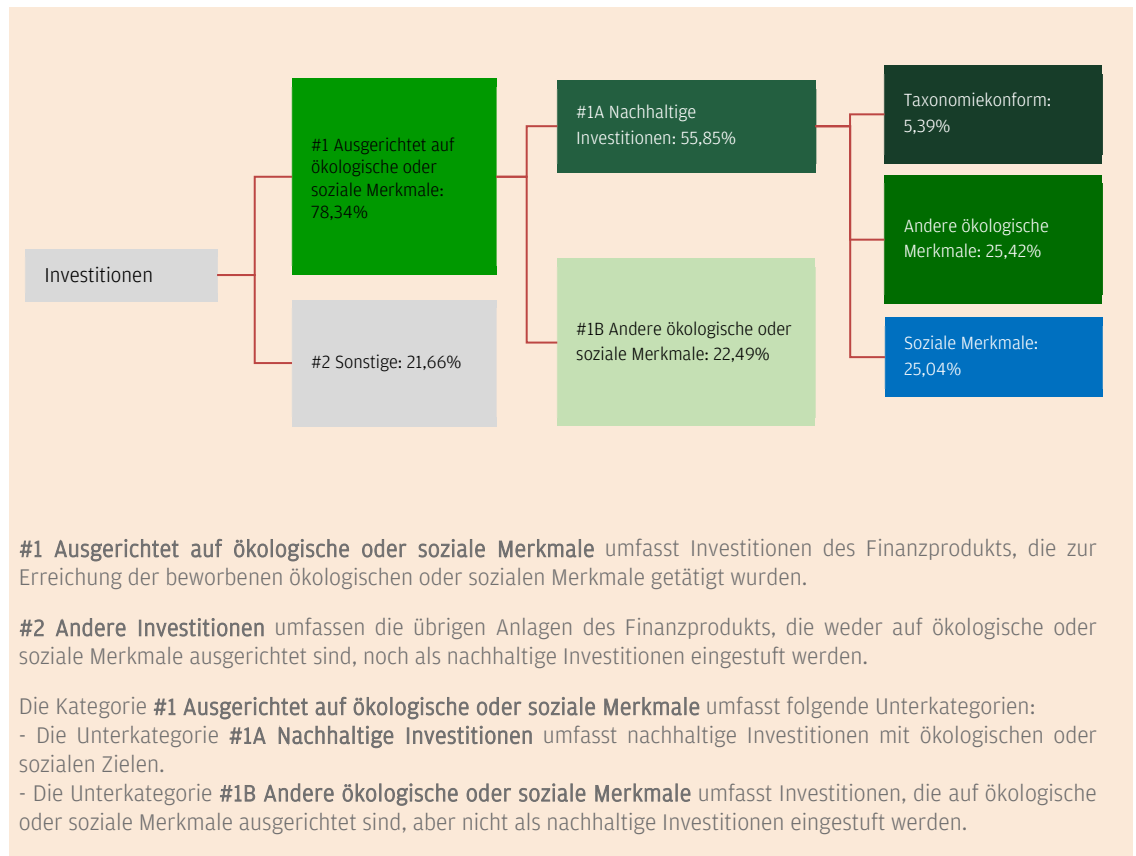 Investitionen
#1 Ausgerichtet auf
ökologische oder
soziale Merkmale:
78,34%
#2 Sonstige: 21,66%
#1A Nachhaltige
Investitionen: 55,85%
#1B Andere ökologische oder
soziale Merkmale: 22,49%
Taxonomiekonform:
5,39%
Andere ökologische
Merkmale: 25,42%
Soziale Merkmale:
25,04%
#1 Ausgerichtet auf ökologische oder soziale Merkmale umfasst Investitionen des Finanzprodukts, die zur
Erreichung der beworbenen ökologischen oder sozialen Merkmale getätigt wurden.
#2 Andere Investitionen umfassen die übrigen Anlagen des Finanzprodukts, die weder auf ökologische oder
soziale Merkmale ausgerichtet sind, noch als nachhaltige Investitionen eingestuft werden.
Die Kategorie #1 Ausgerichtet auf ökologische oder soziale Merkmale umfasst folgende Unterkategorien:
- Die Unterkategorie #1A Nachhaltige Investitionen umfasst nachhaltige Investitionen mit ökologischen oder
sozialen Zielen.
- Die Unterkategorie #1B Andere ökologische oder soziale Merkmale umfasst Investitionen, die auf ökologische
oder soziale Merkmale ausgerichtet sind, aber nicht als nachhaltige Investitionen eingestuft werden.